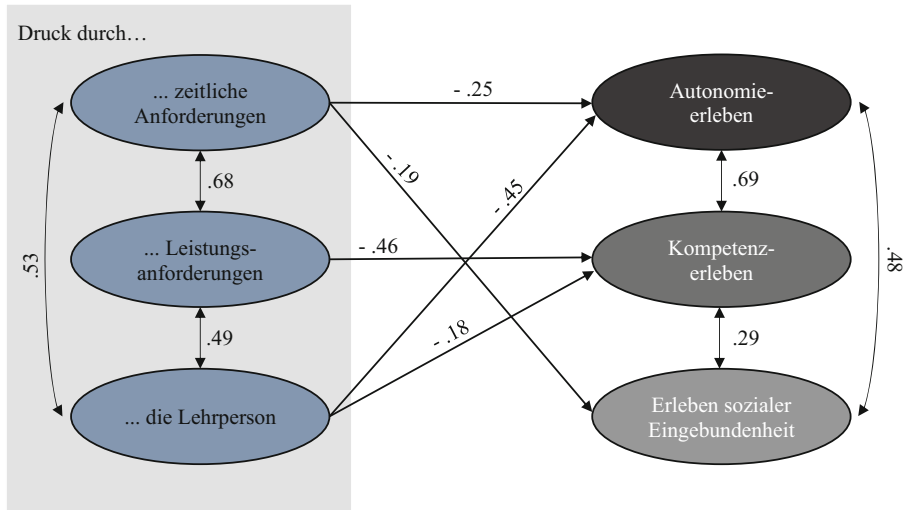 Druck durch…
... zeitliche
Anforderungen
- .25
Autonomie-
erleben
.68
- .19
- .45
.69
.53
... Leistungs-
anforderungen
- .46
Kompetenz-
erleben
.48
.49
- .18
.29
... die Lehrperson
Erleben sozialer
Eingebundenheit